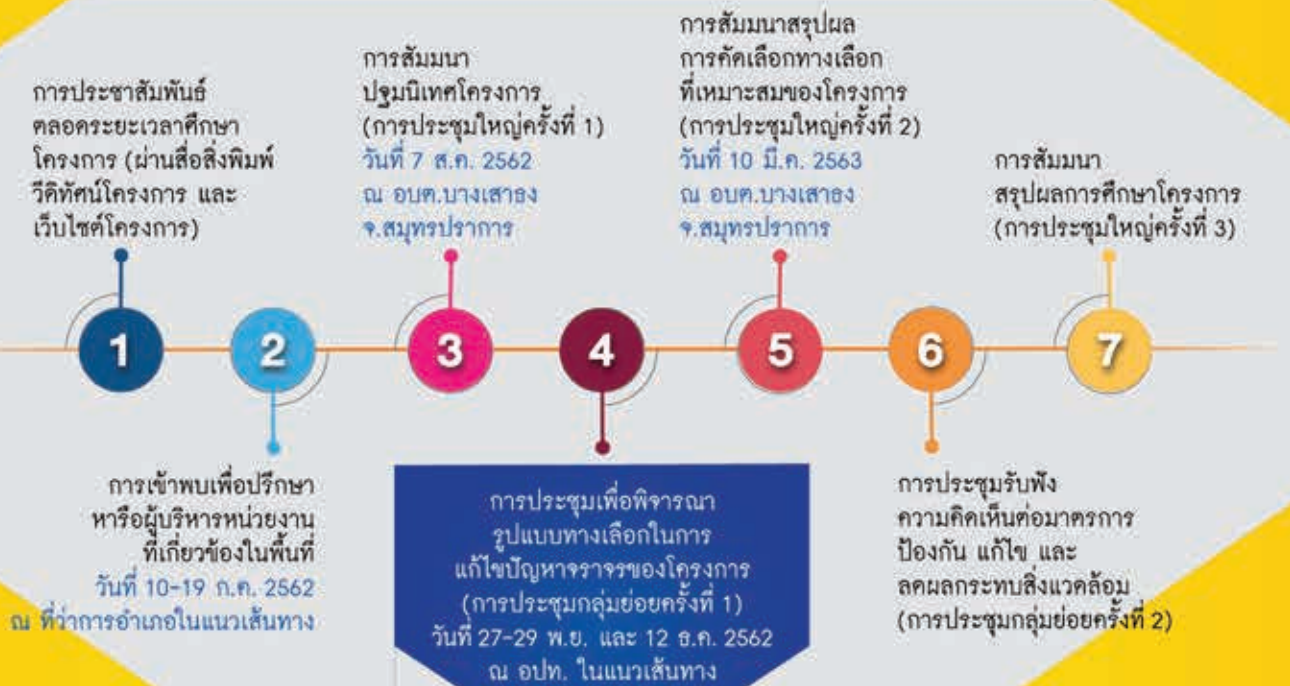 การประชาสัมพันธ์
ตลอดระยะเวลาศึกษา
โครงการ (ผ่านสื่อสิ่งพิมพ์
วีดิทัศน์โครงการ และ
เว็บไซต์โครงการ)
1
การเข้าพบเพื่อปรึกษา
หารือผู้บริหารหน่วยงาน
ที่เกี่ยวข้องในพื้นที่
วันที่ 10-19 ก.ค. 2562
ณ ที่ว่าการอำเภอในแนวเส้นทาง
2
การสัมมนา
ปฐมนิเทศโครงการ
(การประชุมใหญ่ครั้งที่ 1)
วันที่ 7 ส.ค. 2562
ณ อบต.บางเสาธง
จ.สมุทรปราการ
3
การประชุมเพื่อพิจารณา
รูปแบบทางเลือกในการ
แก้ไขปัญหาจราจรของโครงการ
(การประชุมกลุ่มย่อยครั้งที่ 1)
วันที่ 27-29 พ.ย. และ 12 ธ.ค. 2562
ณ อปท. ในแนวเส้นทาง
4
การสัมมนาสรุปผล
การคัดเลือกทางเลือก
ที่เหมาะสมของโครงการ
(การประชุมใหญ่ครั้งที่ 2)
วันที่ 10 มี.ค. 2563
ณ อบต.บางเสาธง
จ.สมุทรปราการ
5
การประชุมรับฟัง
ความคิดเห็นต่อมาตรการ
ป้องกัน แก้ไข และ
ลดผลกระทบสิ่งแวดล้อม
(การประชุมกลุ่มย่อยครั้งที่ 2)
6
การสัมมนา
สรุปผลการศึกษาโครงการ
(การประชุมใหญ่ครั้งที่ 3)
7